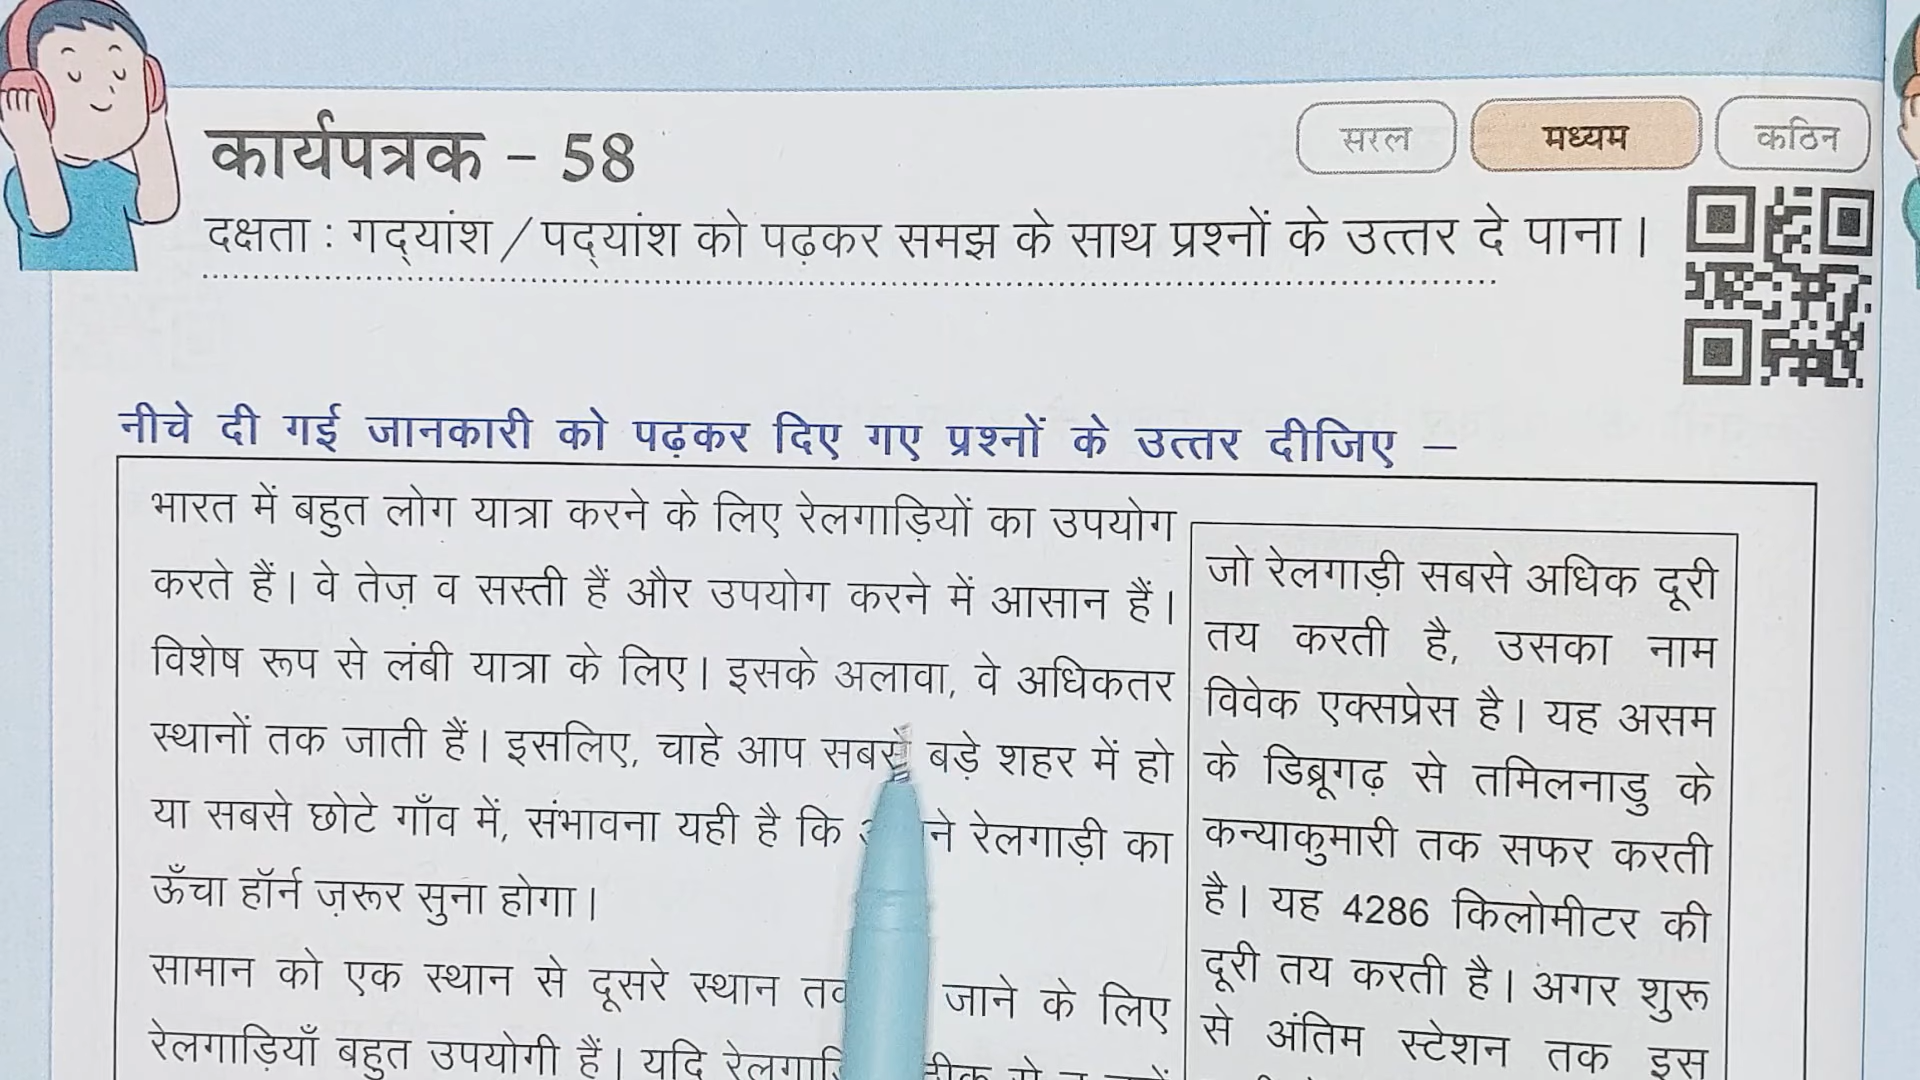 कार्यपत्रक – 58
सरल
मध्यम
कठिन
दक्षता : गद्‌यांश / पद्‌यांश को पढ़कर समझ के साथ प्रश्नों के उत्तर दे पाना।
नीचे दी गई जानकारी को पढ़कर दिए गए प्रश्नों के उत्तर दीजिए –
भारत में बहुत लोग यात्रा करने के लिए रेलगाड़ियों का उपयोग
करते हैं। वे तेज़ व सस्ती हैं और उपयोग करने में आसान हैं।
विशेष रूप से लंबी यात्रा के लिए। इसके अलावा, वे अधिकतर
स्थानों तक जाती हैं। इसलिए, चाहे आप सबसे बड़े शहर में हो
या सबसे छोटे गाँव में, संभावना यही है कि रेलगाड़ी का
ऊँचा हॉर्न ज़रूर सुना होगा।
सामान को एक स्थान से दूसरे स्थान जाने के लिए
रेलगाड़ियाँ बहुत उपयोगी हैं। यदि
जो रेलगाड़ी सबसे अधिक दूरी
तय करती है, उसका नाम
विवेक एक्सप्रेस है। यह असम
के डिब्रूगढ़ से तमिलनाडु के
कन्याकुमारी तक सफर करती
है। यह 4286 किलोमीटर की
दूरी तय करती है। अगर शुरू
से अंतिम स्टेशन तक इस